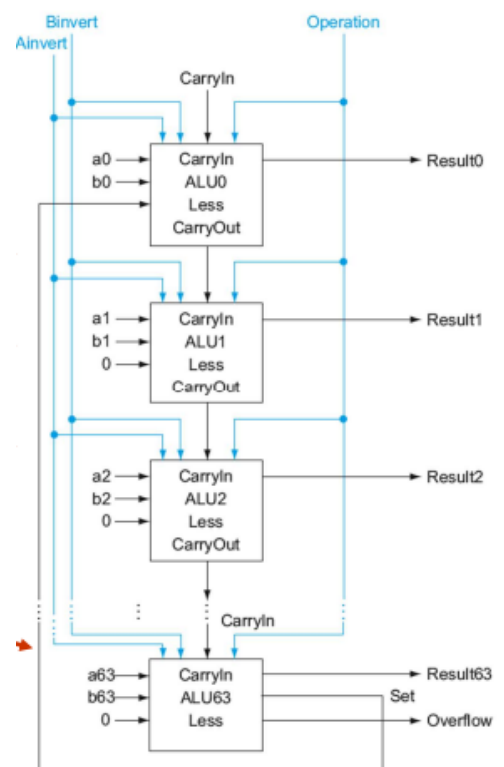 Binvert
Operation
Ainvert
CarryIn
a0
CarryIn
Result0
b0
ALU0
Less
CarryOut
a1
CarryIn
Result1
b1
ALU1
0
Less
CarryOut
a2
CarryIn
Result2
b2
ALU2
0
Less
CarryOut
CarryIn
a63
CarryIn
Result63
b63
ALU63
Set
0
Less
Overflow